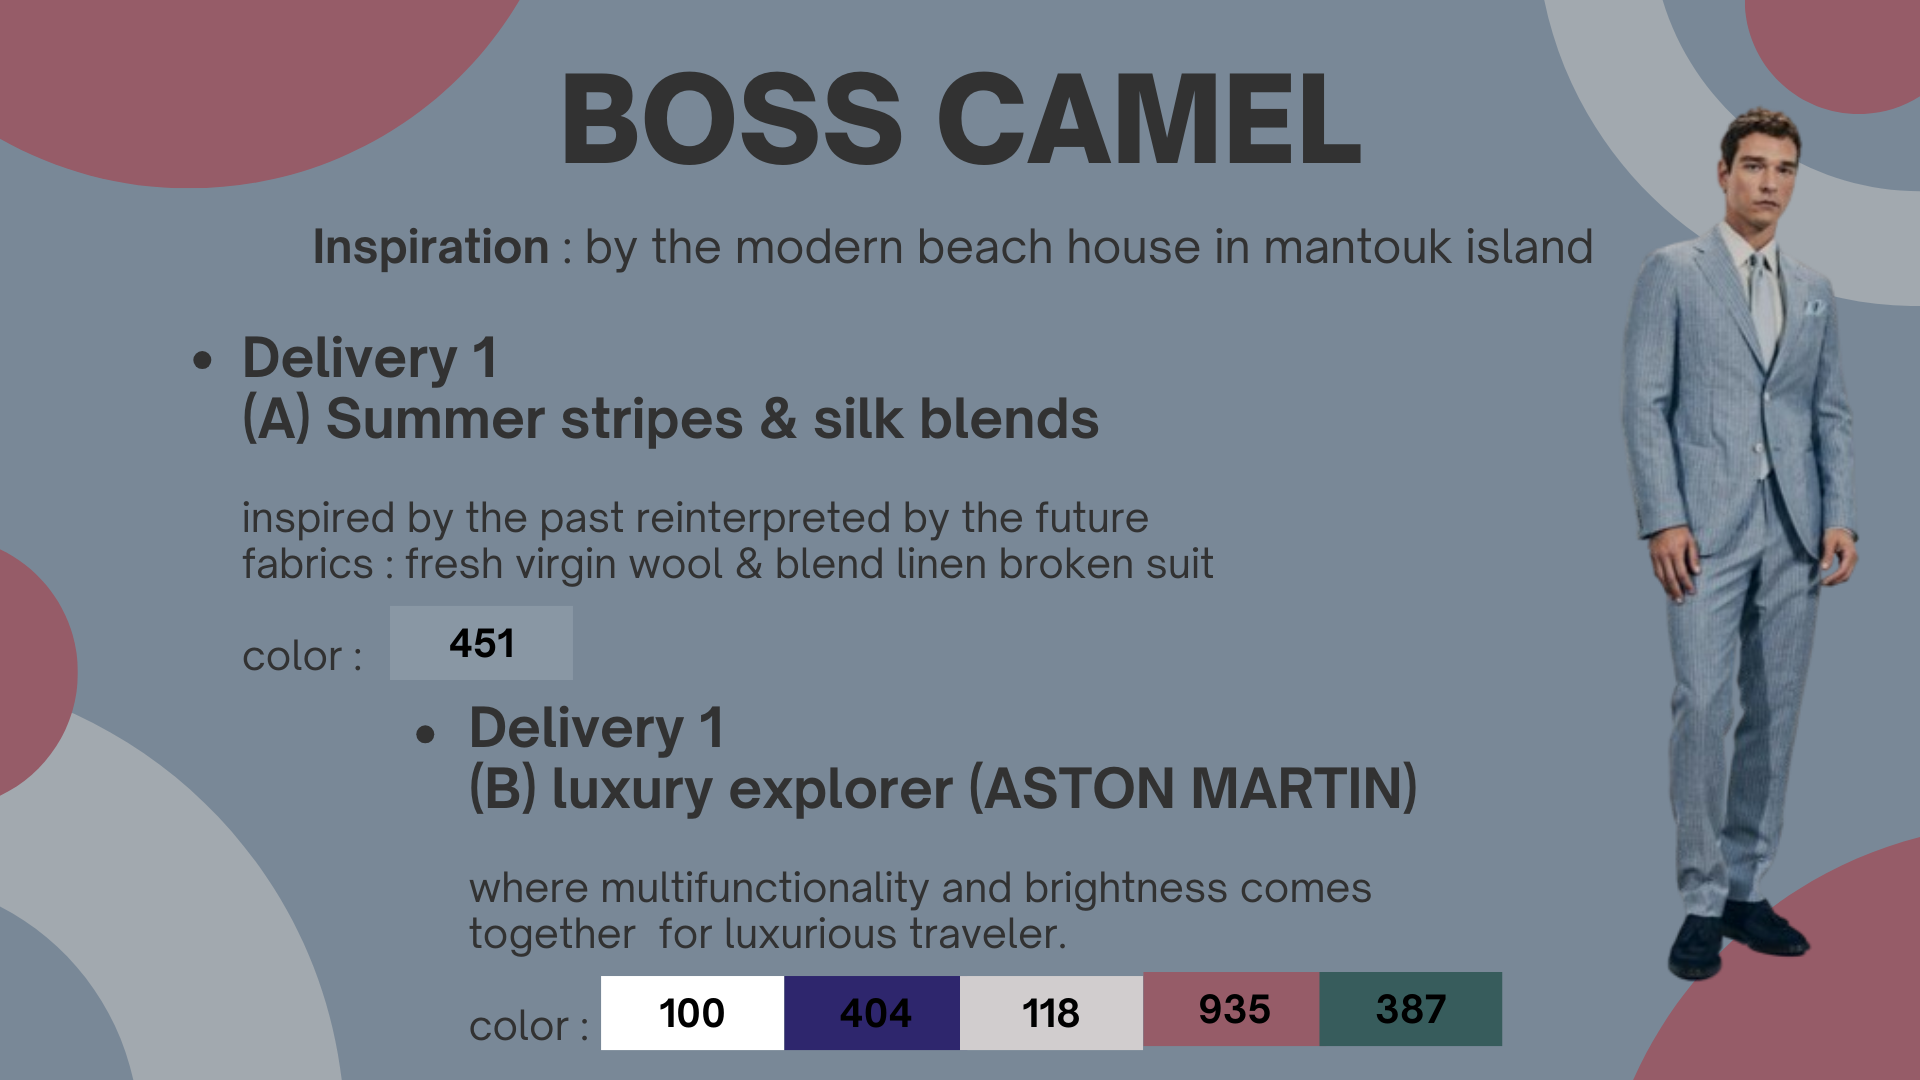 BOSS CAMEL
Inspiration : by the modern beach house in mantouk island
• Delivery 1
(A) Summer stripes & silk blends
inspired by the past reinterpreted by the future
fabrics : fresh virgin wool & blend linen broken suit
color : 451
• Delivery 1
(B) luxury explorer (ASTON MARTIN)
where multifunctionality and brightness comes
together  for luxurious traveler.
color : 100 404 118 935 387